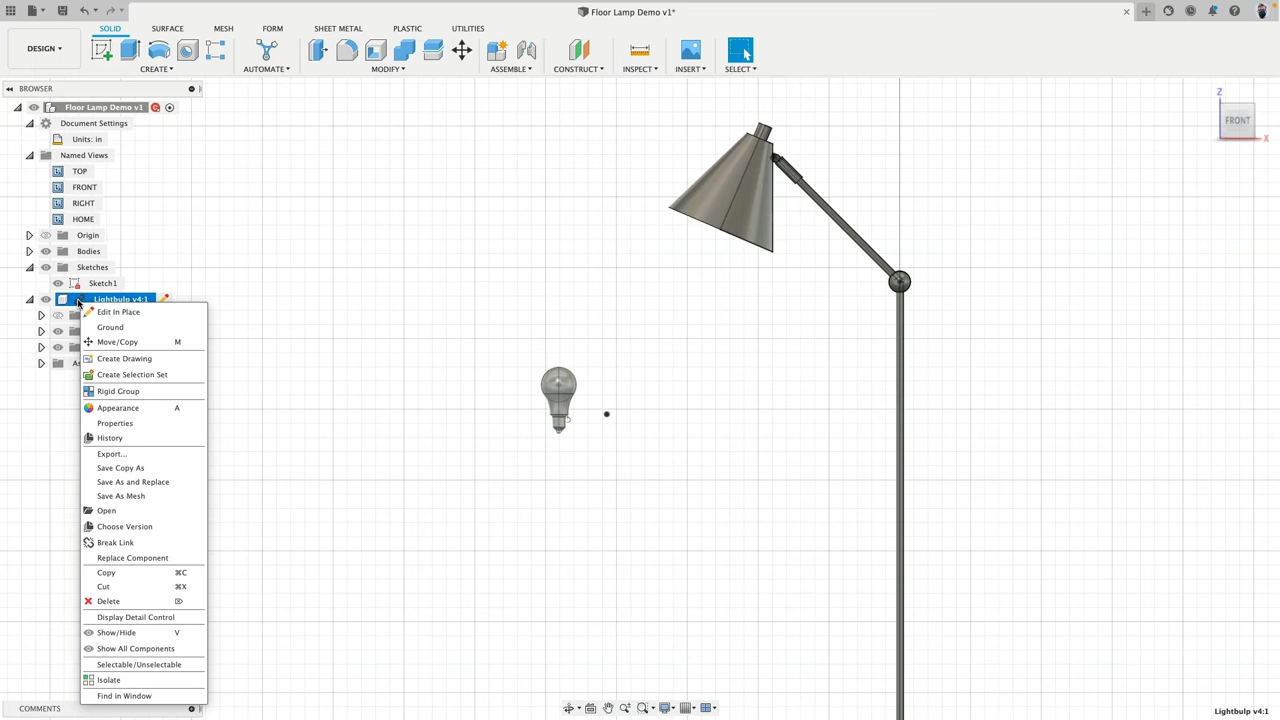 Floor Lamp Demo v1*
DESIGN
SOLID SURFACE MESH SHEET METAL PLASTIC UTILITIES
CREATE AUTOMATE MODIFY ASSEMBLE CONSTRUCT INSPECT INSERT SELECT
BROWSER
Floor Lamp Demo v1
Document Settings
Units: in
Named Views
TOP
FRONT
RIGHT
HOME
Origin
Bodies
Sketches
Sketch1
Lightbulp v4:1
As
Edit In Place
Ground
Move/Copy M
Create Drawing
Create Selection Set
Rigid Group
Appearance A
Properties
History
Export...
Save Copy As
Save As and Replace
Save As Mesh
Open
Choose Version
Break Link
Replace Component
Copy ⌘C
Cut ⌘X
Delete ⌦
Display Detail Control
Show/Hide V
Show All Components
Selectable/Unselectable
Isolate
Find in Window
COMMENTS
Z
FRONT
X
Lightbulp v4:1